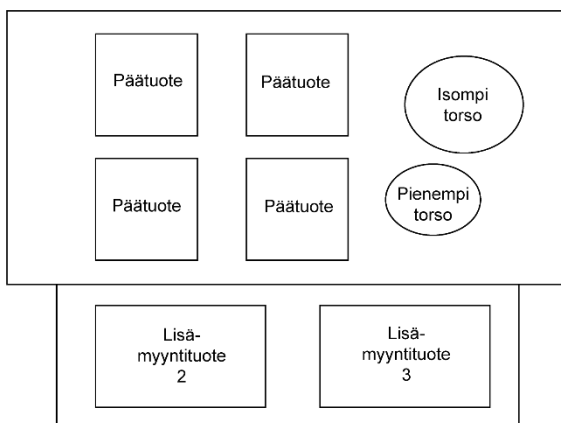 Päätuote
Päätuote
Isompi
torso
Päätuote
Päätuote
Pienempi
torso
Lisä-
myyntituote
2
Lisä-
myyntituote
3